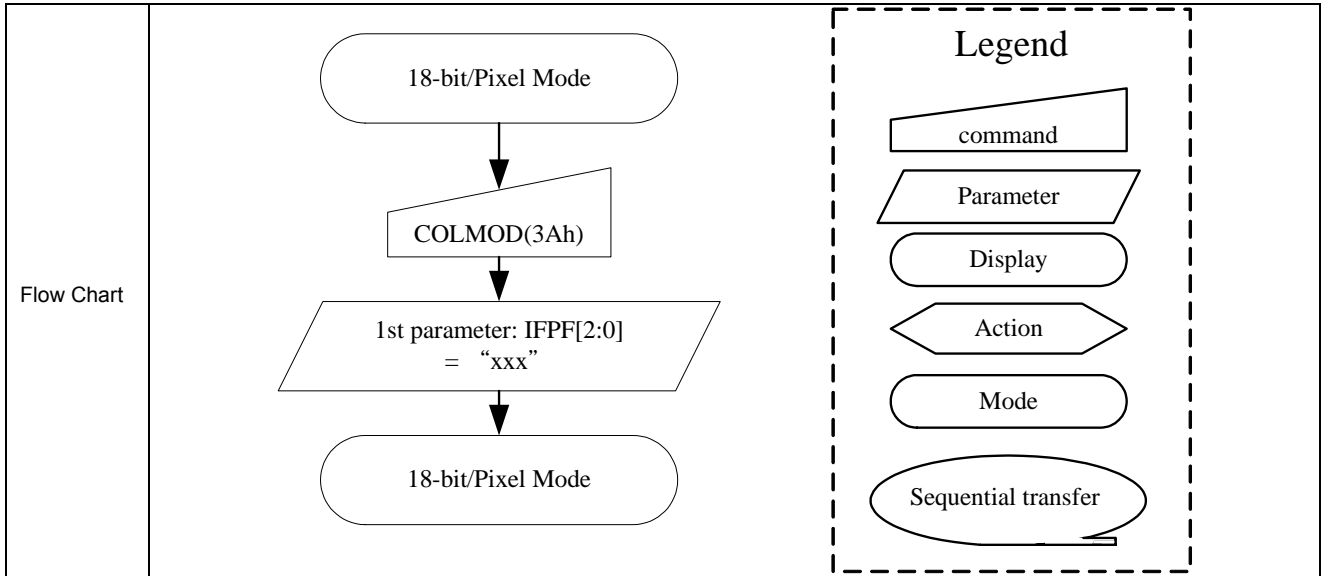 Flow Chart
18-bit/Pixel Mode
COLMOD(3Ah)
1st parameter: IFPF[2:0]
= “xxx”
18-bit/Pixel Mode
Legend
command
Parameter
Display
Action
Mode
Sequential transfer